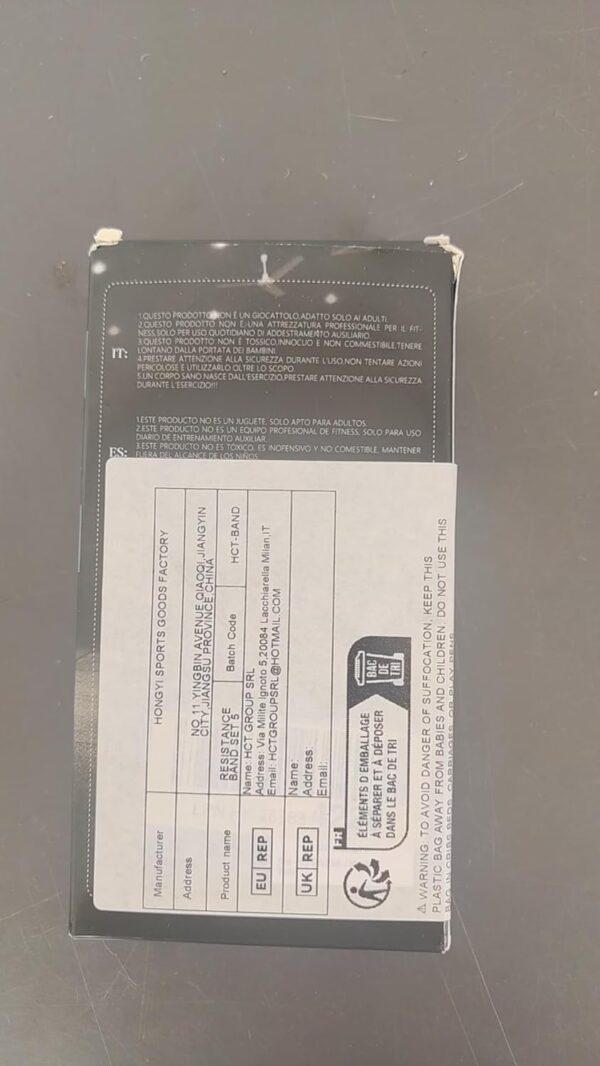 IT:
1.QUESTO PRODOTTO NON È UN GIOCATTOLO,ADATTO SOLO AI ADULTI.
2.QUESTO PRODOTTO NON E,UNA ATTREZZATURA PROFESSIONALE PER IL FIT-
NESS,SOLO PER USO QUOTIDIANO DI ADDESTRAMENTO AUSILIARIO.
3.QUESTO PRODOTTO NON È TOSSICO,INNOCUO E NON COMMESTIBILE,TENERE
LONTANO DALLA PORTATA DEI BAMBINI.
4.PRESTARE ATTENZIONE ALLA SICUREZZA DURANTE L'USO,NON TENTARE AZIONI
PERICOLOSE E UTILIZZARLO OLTRE LO SCOPO.
5.UN CORPO SANO NASCE DALL'ESERCIZIO,PRESTARE ATTENZIONE ALLA SICUREZZA
DURANTE L'ESERCIZIO!!!
ES:
1.ESTE PRODUCTO NO ES UN JUGUETE, SOLO APTO PARA ADULTOS.
2.ESTE PRODUCTO NO ES UN EQUIPO PROFESIONAL DE FITNESS, SOLO PARA USO
DIARIO DE ENTRENAMIENTO AUXILIAR
3.ESTE PRODUCTO NO ES TÓXICO, ES INOFENSIVO Y NO COMESTIBLE, MANTENER
FUERA DEL ALCANCE DE LOS NIÑOS.
Manufacturer HONGYI SPORTS GOODS FACTORY
Address NO 11,YINGBIN AVENUE,QIAOQI,JIANGYIN
CITY,JIANGSU PROVINCE,CHINA
Product name RESISTANCE
BAND SET 5 Batch Code HCT-BAND
EU REP
Name: HCT GROUP SRL
Address: Via Milite Ignoto 5,20084 Lacchiarella Milan,IT
Email: HCTGROUPSRL@HOTMAIL.COM
UK REP
Name:
Address:
Email:
FR
ÉLÉMENTS D'EMBALLAGE
À SÉPARER ET À DÉPOSER
DANS LE BAC DE TRI
BAC
DE
TRI
⚠ WARNING: TO AVOID DANGER OF SUFFOCATION, KEEP THIS
PLASTIC BAG AWAY FROM BABIES AND CHILDREN. DO NOT USE THIS
BAG IN CRIBS, BEDS, CARRIAGES, OR PLAY PENS.